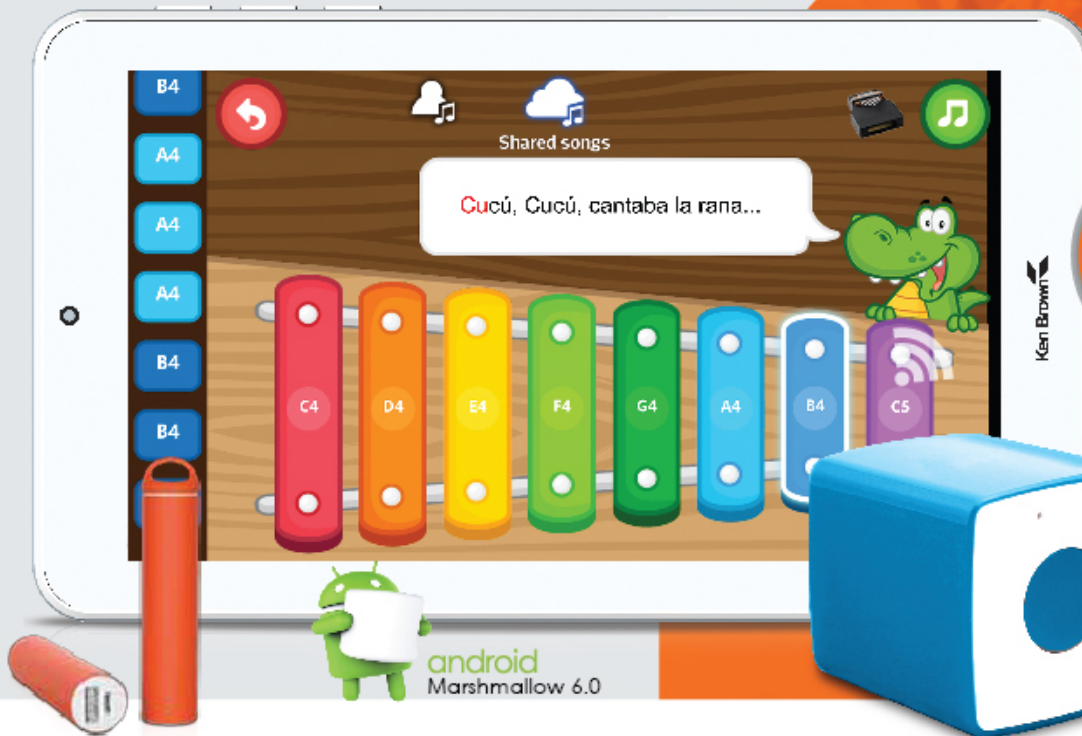 B4
A4
A4
A4
B4
B4
Shared songs
Cucú, Cucú, cantaba la rana...
C4
D4
E4
F4
G4
A4
B4
C5
Ken Brown
android
Marshmallow 6.0